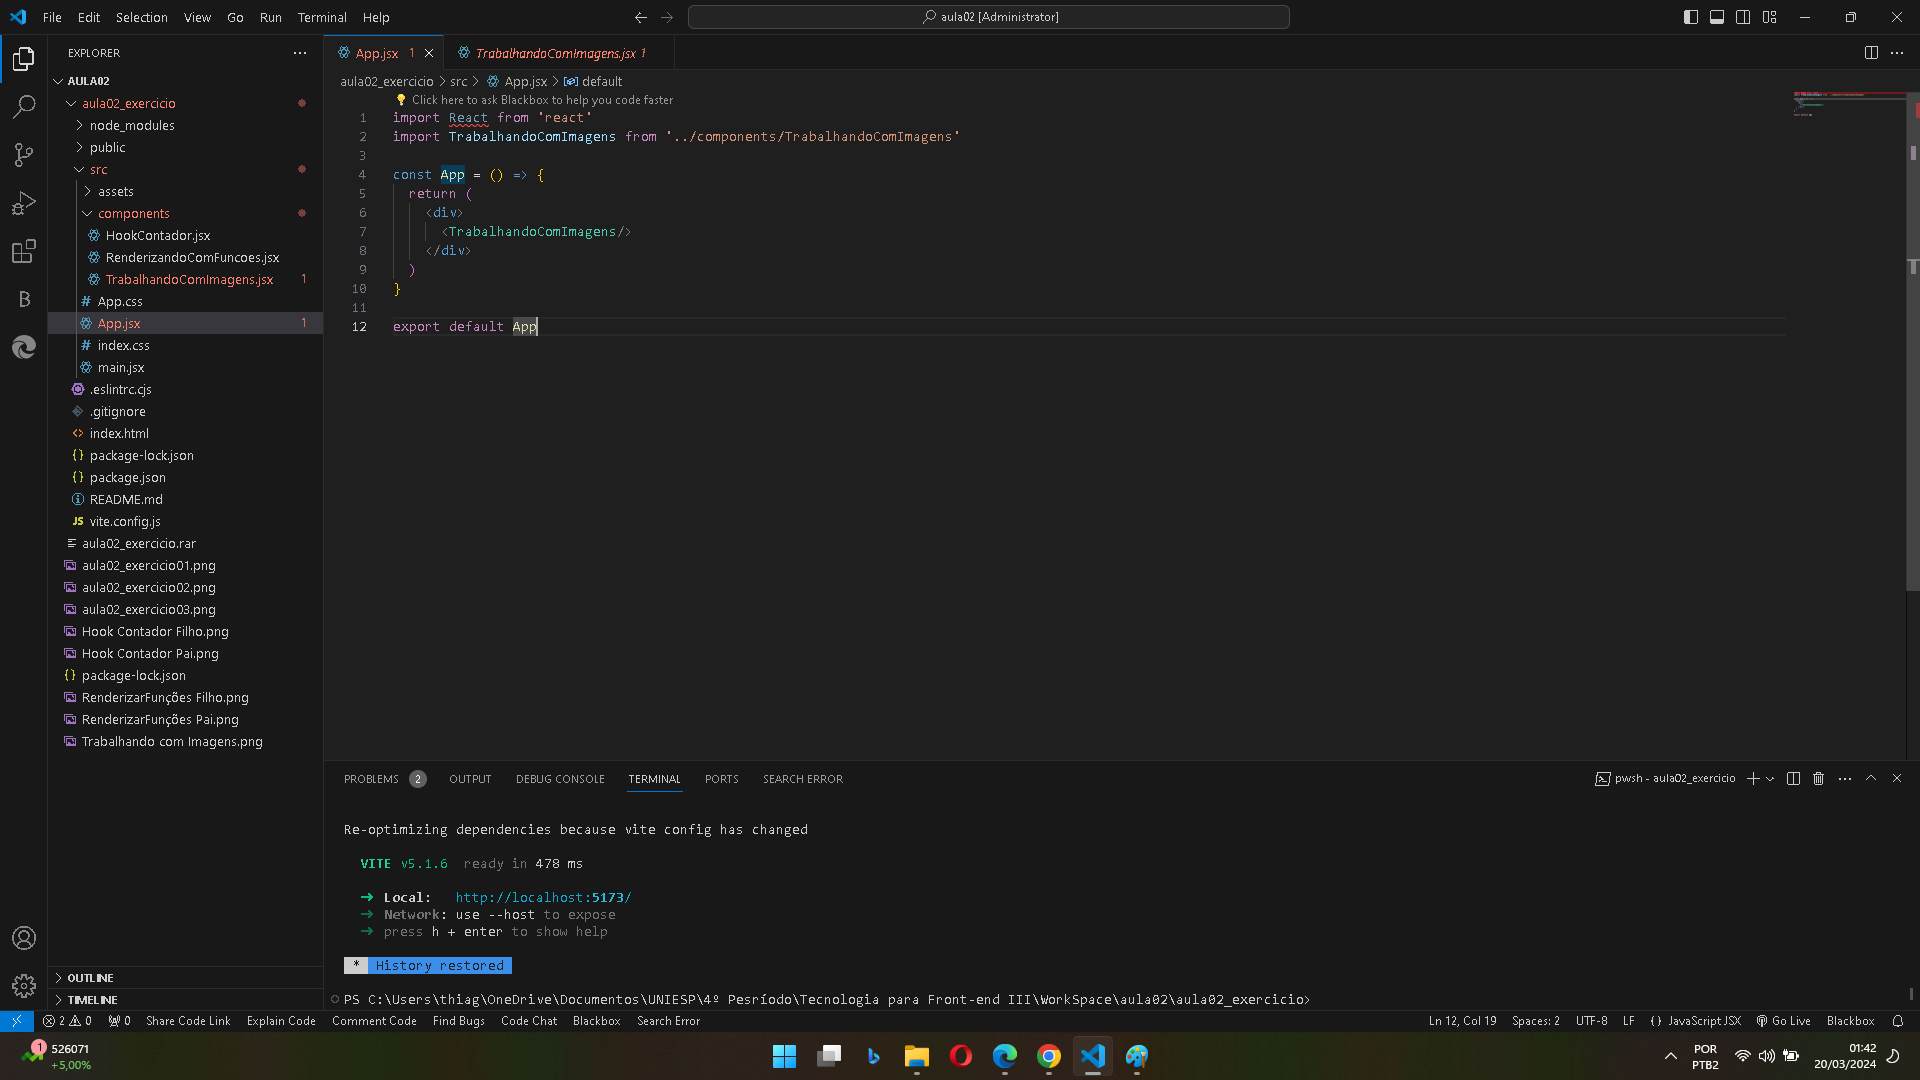 File Edit Selection View Go Run Terminal Help
aula02 [Administrator]
EXPLORER
AULA02
aula02_exercicio
node_modules
public
src
assets
components
HookContador.jsx
RenderizandoComFuncoes.jsx
TrabalhandoComImagens.jsx 1
App.css
App.jsx 1
index.css
main.jsx
.eslintrc.cjs
.gitignore
index.html
package-lock.json
package.json
README.md
vite.config.js
aula02_exercicio.rar
aula02_exercicio01.png
aula02_exercicio02.png
aula02_exercicio03.png
Hook Contador Filho.png
Hook Contador Pai.png
package-lock.json
RenderizarFunções Filho.png
RenderizarFunções Pai.png
Trabalhando com Imagens.png
OUTLINE
TIMELINE
App.jsx 1
TrabalhandoComImagens.jsx 1
aula02_exercicio > src > App.jsx > default
Click here to ask Blackbox to help you code faster
1 import React from 'react'
2 import TrabalhandoComImagens from '../components/TrabalhandoComImagens'
3
4 const App = () => {
5 return (
6 <div>
7 <TrabalhandoComImagens/>
8 </div>
9 )
10 }
11
12 export default App
PROBLEMS 2 OUTPUT DEBUG CONSOLE TERMINAL PORTS SEARCH ERROR
pwsh - aula02_exercicio
Re-optimizing dependencies because vite config has changed
VITE v5.1.6 ready in 478 ms
➜ Local: http://localhost:5173/
➜ Network: use --host to expose
➜ press h + enter to show help
* History restored
PS C:\Users\thiag\OneDrive\Documentos\UNIESP\4º Pesríodo\Tecnologia para Front-end III\WorkSpace\aula02\aula02_exercicio>
2 0 0 Share Code Link Explain Code Comment Code Find Bugs Code Chat Blackbox Search Error
Ln 12, Col 19 Spaces: 2 UTF-8 LF {} JavaScript JSX Go Live Blackbox
1 526071
+5,00%
POR
PTB2
01:42
20/03/2024